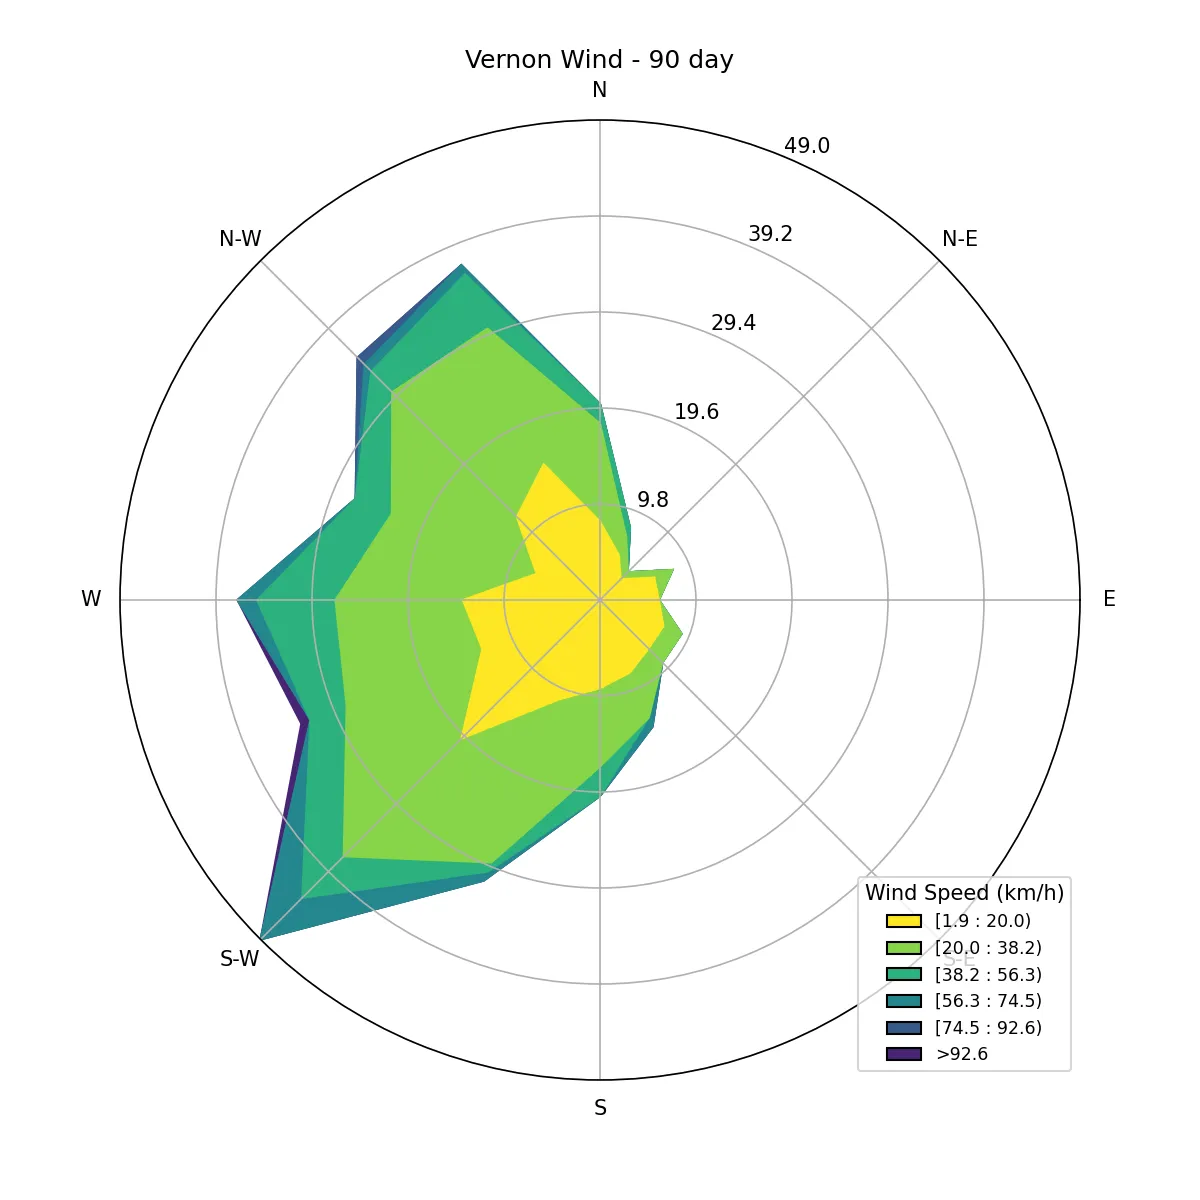 Vernon Wind - 90 day
N
49.0
39.2
N-W
N-E
29.4
19.6
9.8
W
E
Wind Speed (km/h)
[1.9 : 20.0)
[20.0 : 38.2)
S-W
S-E
[38.2 : 56.3)
[56.3 : 74.5)
[74.5 : 92.6)
>92.6
S